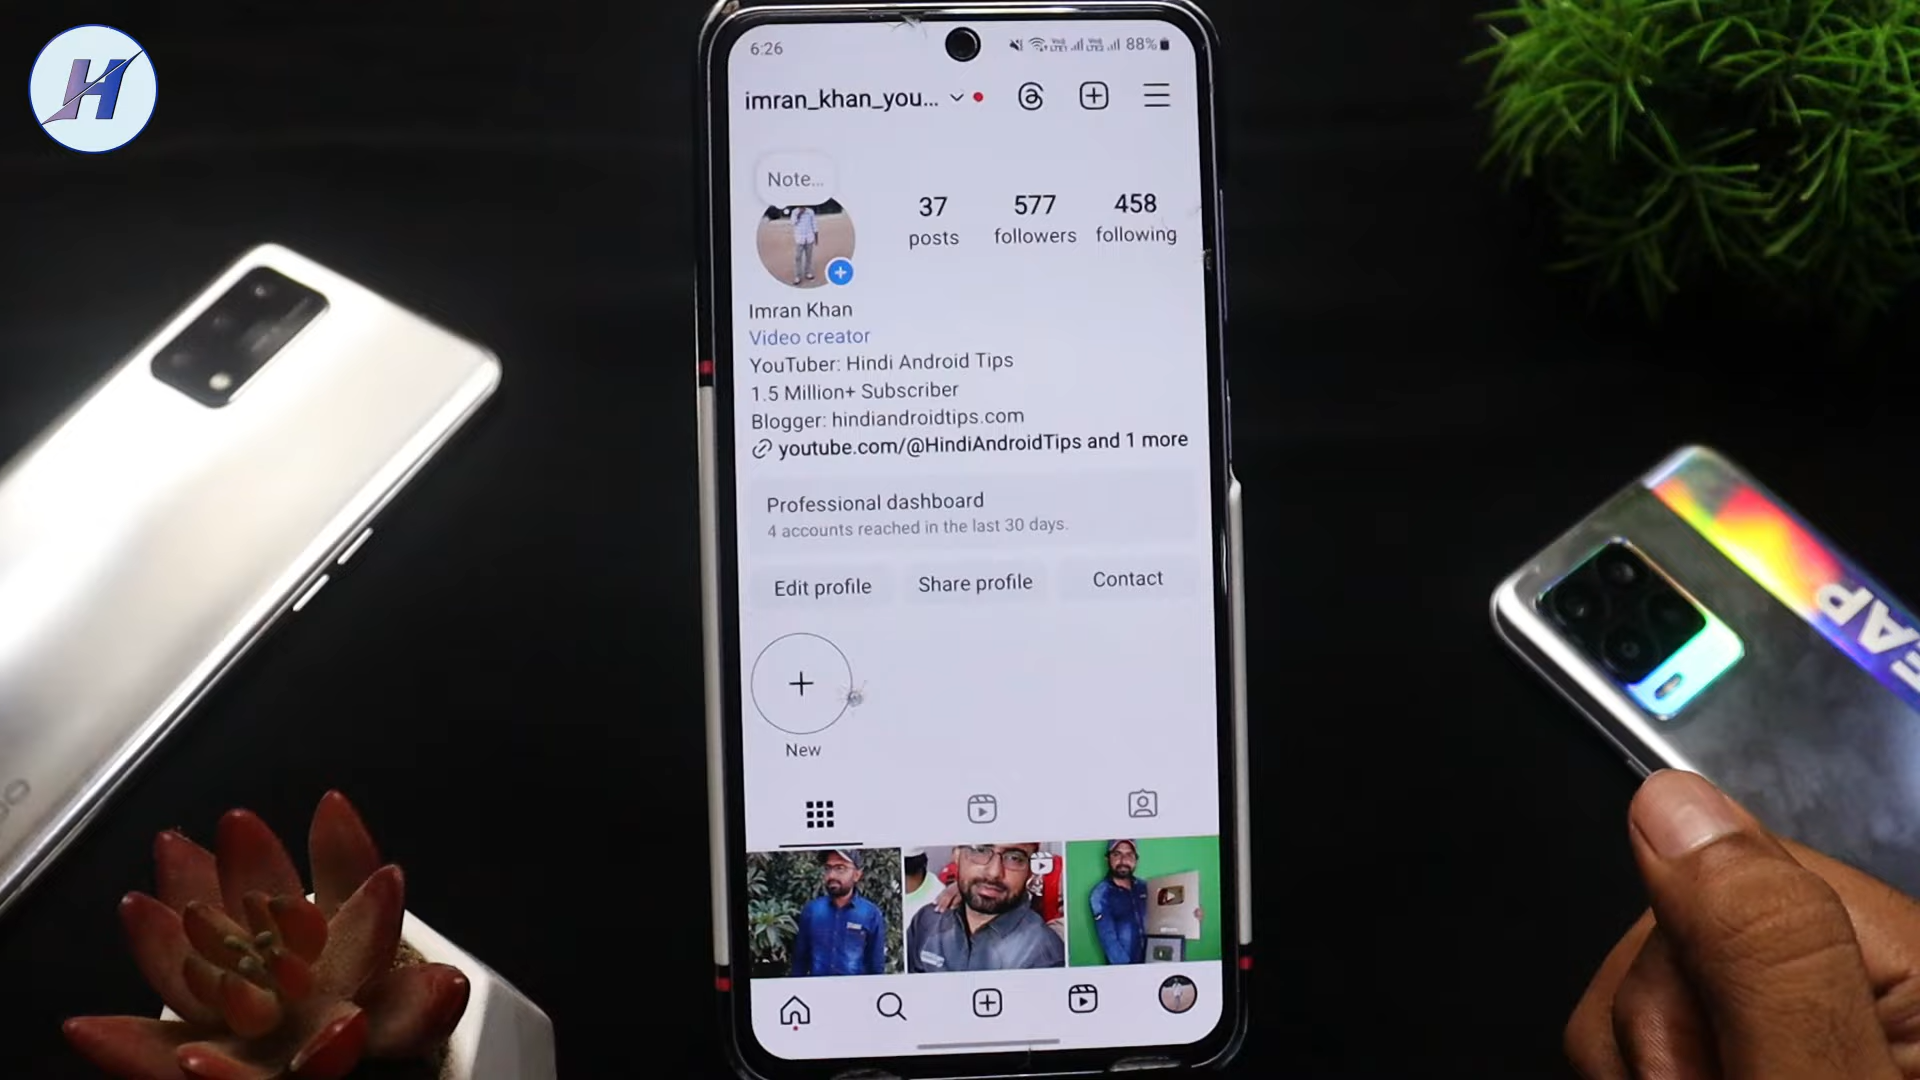 H
6:26
88%
imran_khan_you...
Note...
37 posts
577 followers
458 following
Imran Khan
Video creator
YouTuber: Hindi Android Tips
1.5 Million+ Subscriber
Blogger: hindiandroidtips.com
youtube.com/@HindiAndroidTips and 1 more
Professional dashboard
4 accounts reached in the last 30 days.
Edit profile
Share profile
Contact
New